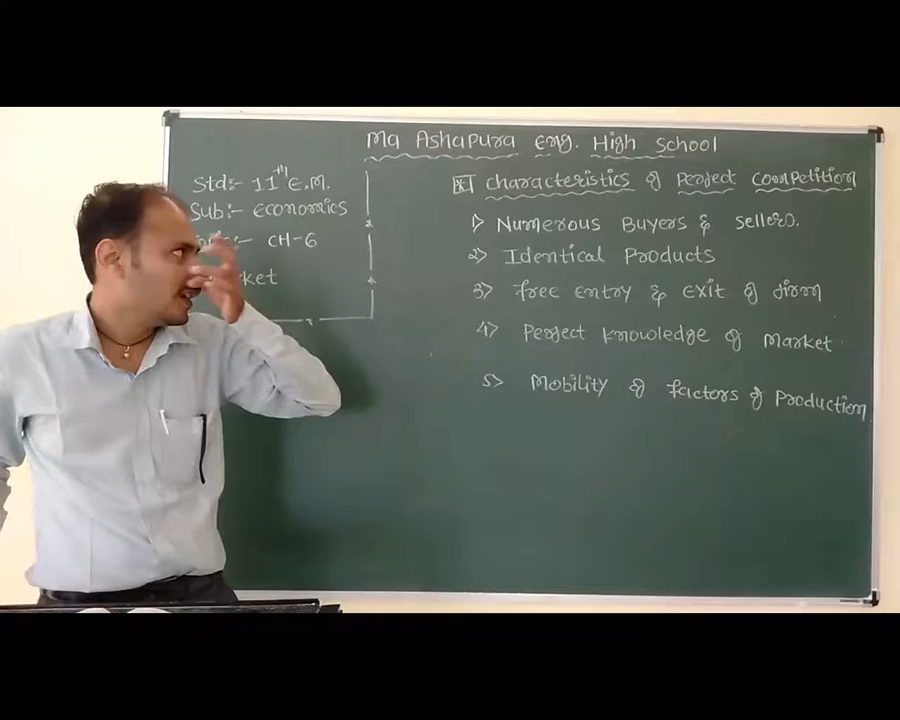 Ma Ashapura eng. High School
Std:- 11th E.M.
Sub:- economics
CH-6
characteristics of Perfect Competition
1> Numerous Buyers & sellers.
2> Identical Products
3> free entry & exit of firm
4> Perfect knowledge of Market.
5> Mobility of factors of Production